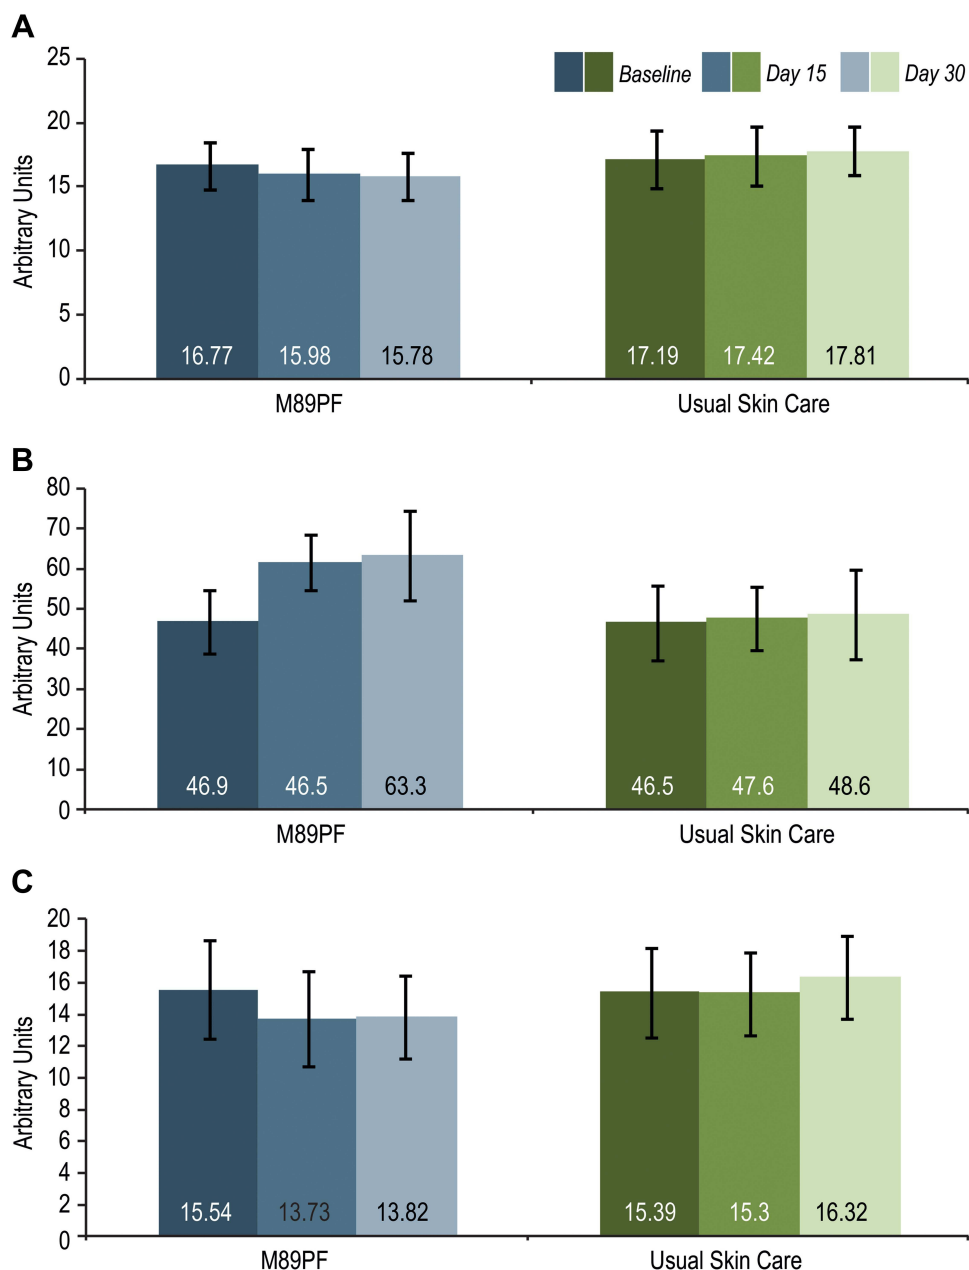 A
25
20
15
10
5
0
Arbitrary Units
Baseline Day 15 Day 30
16.77 15.98 15.78 17.19 17.42 17.81
M89PF Usual Skin Care
B
80
70
60
50
40
30
20
10
0
Arbitrary Units
46.9 46.5 63.3 46.5 47.6 48.6
M89PF Usual Skin Care
C
20
18
16
14
12
10
8
6
4
2
0
Arbitrary Units
15.54 13.73 13.82 15.39 15.3 16.32
M89PF Usual Skin Care